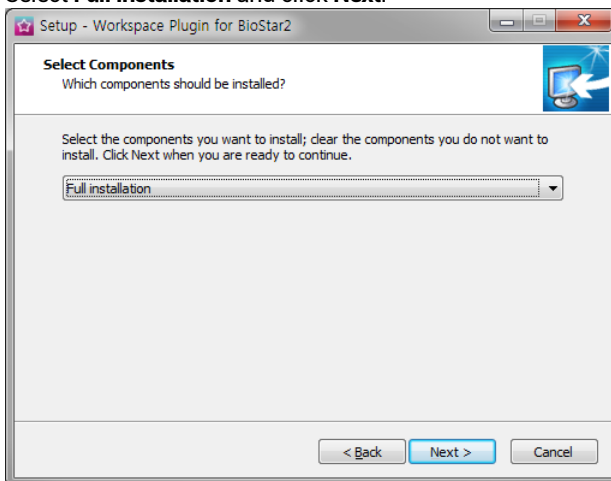 Select Full Installation and click Next.
Setup - Workspace Plugin for BioStar2
Select Components
Which components should be installed?
Select the components you want to install; clear the components you do not want to
install. Click Next when you are ready to continue.
Full installation
< Back
Next >
Cancel